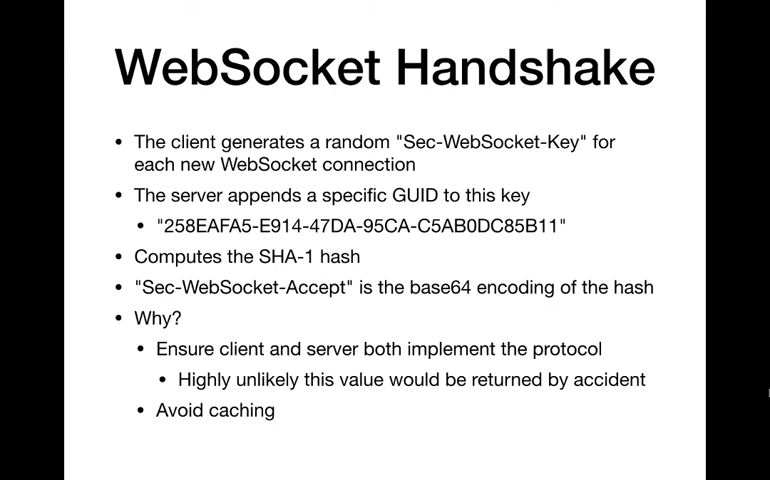 WebSocket Handshake
• The client generates a random "Sec-WebSocket-Key" for
each new WebSocket connection
• The server appends a specific GUID to this key
• "258EAFA5-E914-47DA-95CA-C5AB0DC85B11"
• Computes the SHA-1 hash
• "Sec-WebSocket-Accept" is the base64 encoding of the hash
• Why?
• Ensure client and server both implement the protocol
• Highly unlikely this value would be returned by accident
• Avoid caching